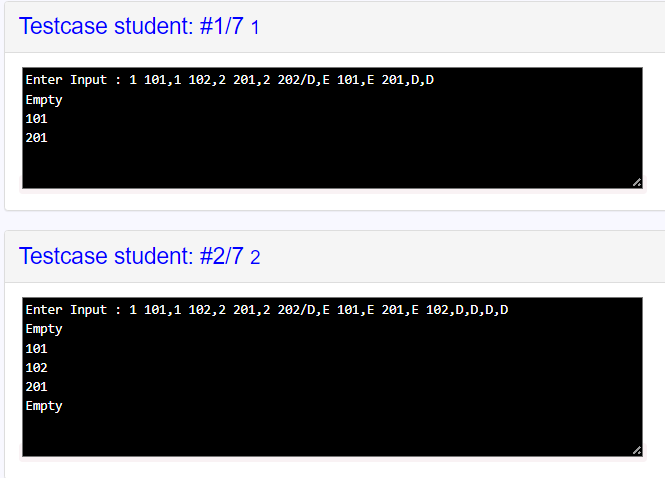 Testcase student: #1/7 1
Enter Input : 1 101,1 102,2 201,2 202/D,E 101,E 201,D,D
Empty
101
201
Testcase student: #2/7 2
Enter Input : 1 101,1 102,2 201,2 202/D,E 101,E 201,E 102,D,D,D,D
Empty
101
102
201
Empty